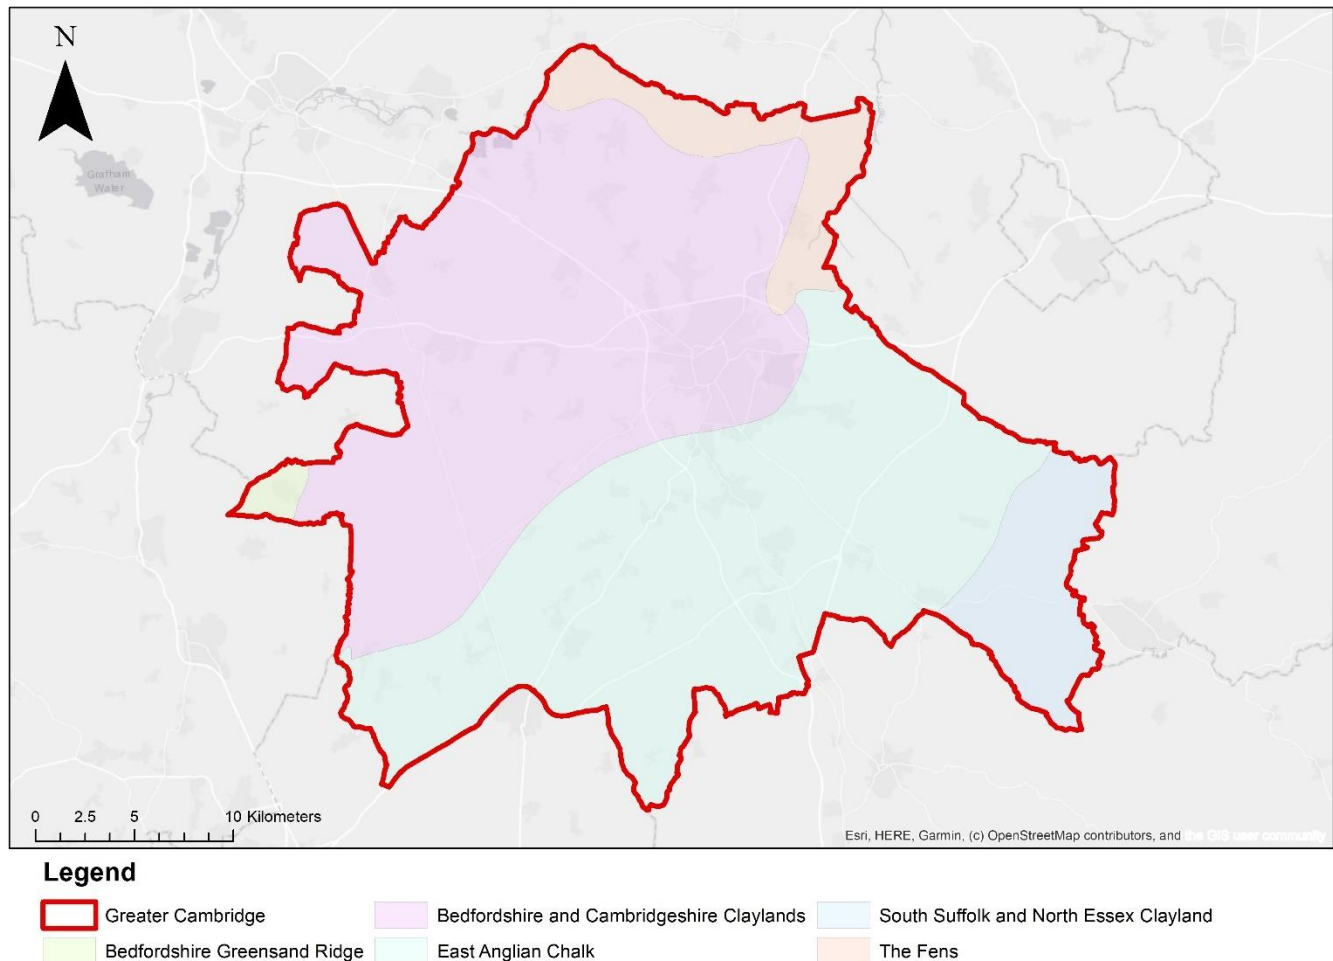 N
Grafham
Water
0 2.5 5 10 Kilometers
Esri, HERE, Garmin, (c) OpenStreetMap contributors, and the GIS user community
Legend
Greater Cambridge
Bedfordshire and Cambridgeshire Claylands
South Suffolk and North Essex Clayland
Bedfordshire Greensand Ridge
East Anglian Chalk
The Fens